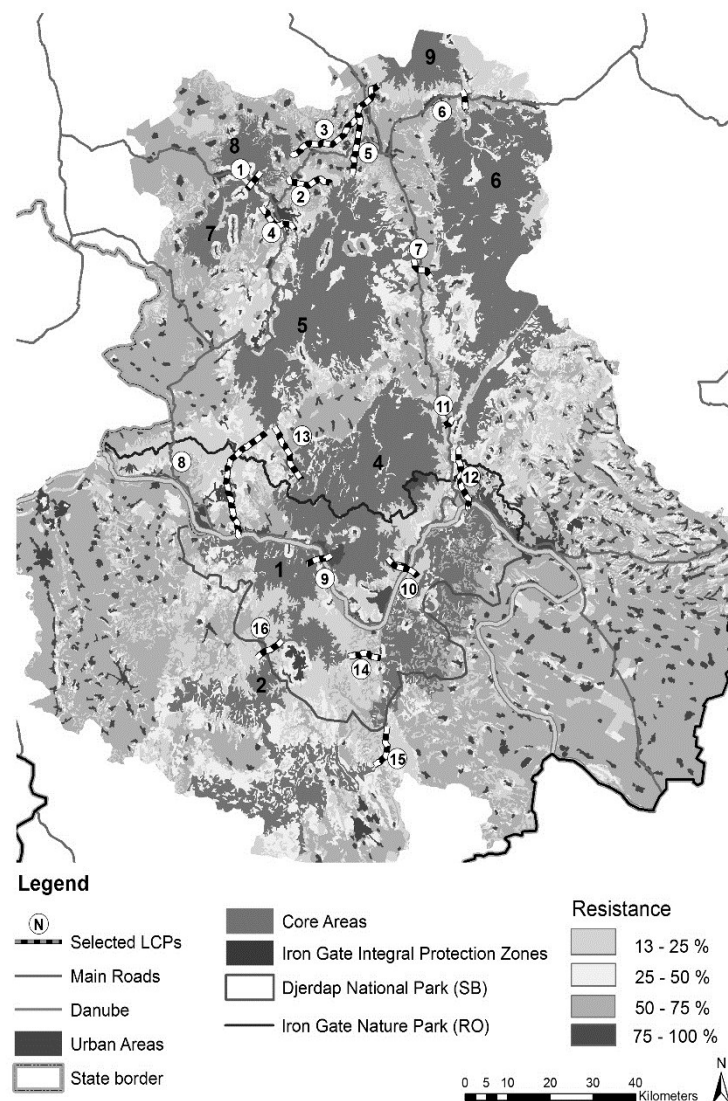 9
3
6
8
5
1
2
6
7
4
7
5
11
13
8
4
12
1
9
10
16
2
14
15
Legend
N
Selected LCPs
Main Roads
Danube
Urban Areas
State border
Core Areas
Iron Gate Integral Protection Zones
Djerdap National Park (SB)
Iron Gate Nature Park (RO)
Resistance
13 - 25 %
25 - 50 %
50 - 75 %
75 - 100 %
N
0 5 10 20 30 40
Kilometers